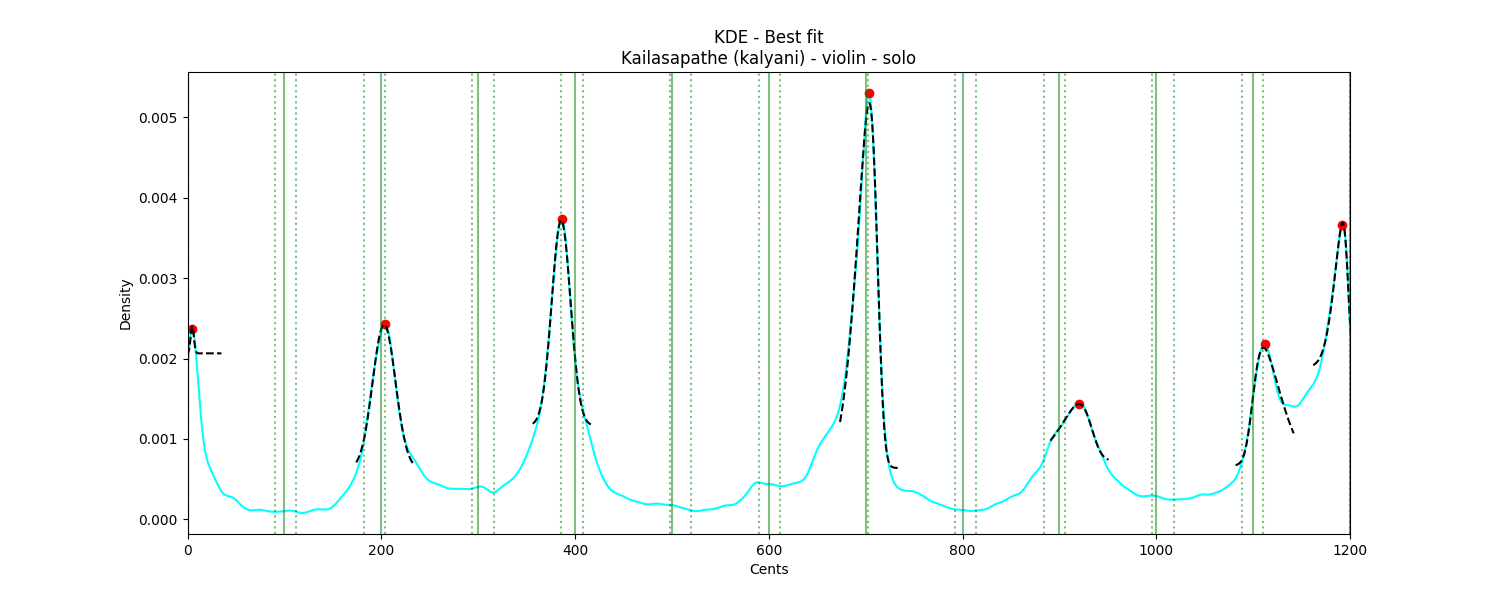 KDE - Best fit
Kailasapathe (kalyani) - violin - solo
Density
0.005
0.004
0.003
0.002
0.001
0.000
0 200 400 600 800 1000 1200
Cents